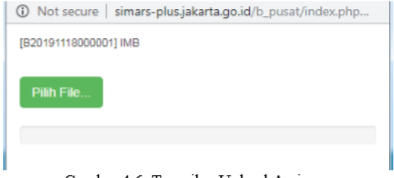 Not secure | simars-plus.jakarta.go.id/b_pusat/index.php...
[B20191118000001] IMB
Pilih File...